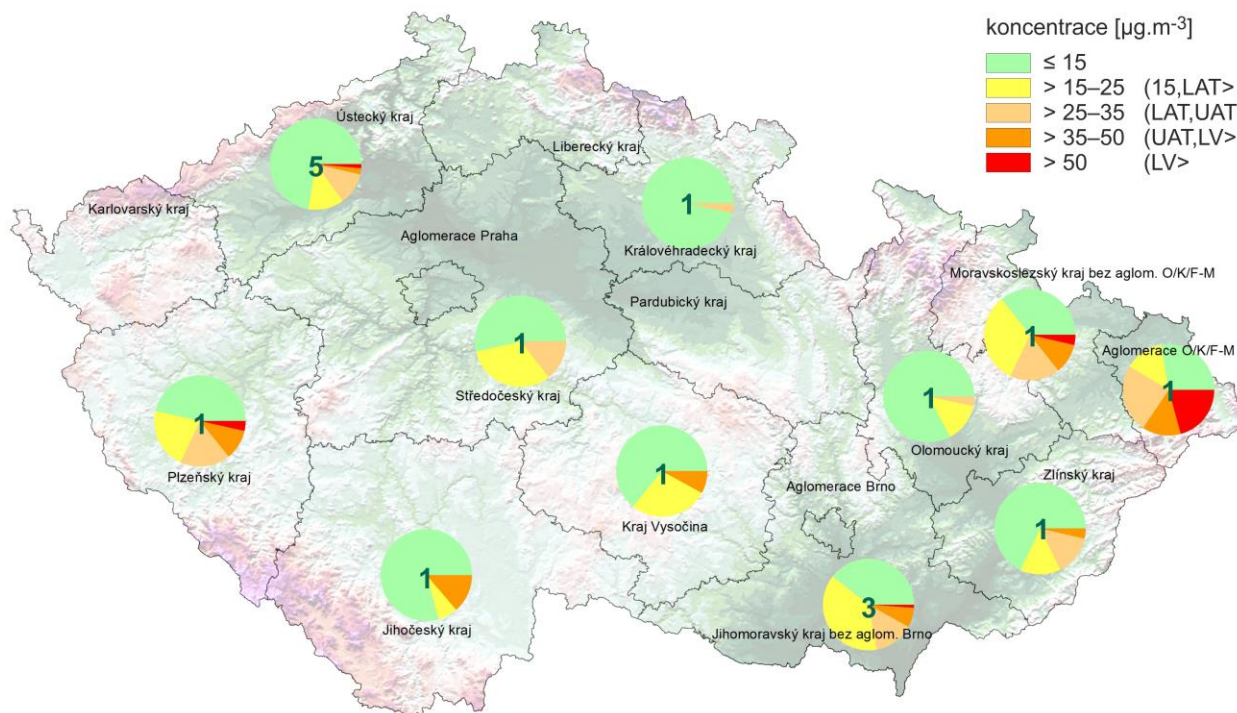 koncentrace [µg.m-3]
≤ 15
> 15–25 (15,LAT>
> 25–35 (LAT,UAT
> 35–50 (UAT,LV>
> 50 (LV>
Ústecký kraj
5
Liberecký kraj
1
Karlovarský kraj
Aglomerace Praha
Královéhradecký kraj
Moravskoslezský kraj bez aglom. O/K/F-M
Pardubický kraj
1
1
Aglomerace O/K/F-M
1
Středočeský kraj
1
1
Olomoucký kraj
Plzeňský kraj
1
Zlínský kraj
Aglomerace Brno
Kraj Vysočina
1
1
Jihočeský kraj
3
Jihomoravský kraj bez aglom. Brno